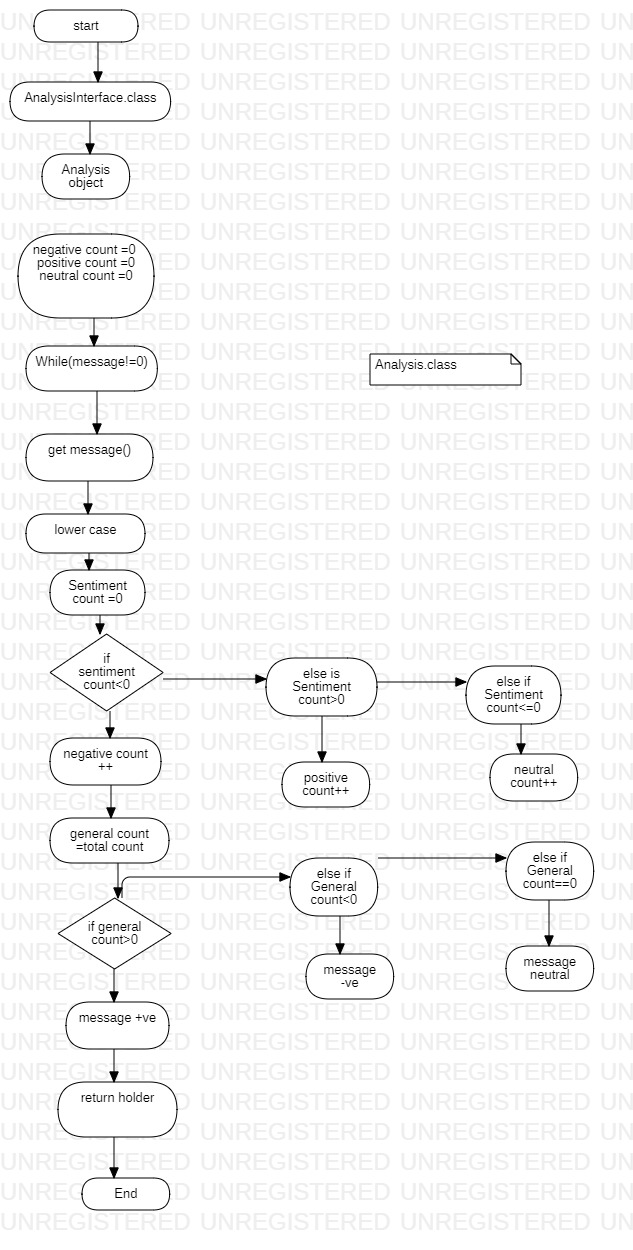 start
AnalysisInterface.class
Analysis
object
negative count =0
positive count =0
neutral count =0
While(message!=0)
Analysis.class
get message()
lower case
Sentiment
count =0
if
sentiment
count<0
else is
Sentiment
count>0
else if
Sentiment
count<=0
negative count
++
positive
count++
neutral
count++
general count
=total count
if general
count>0
else if
General
count<0
else if
General
count==0
message
-ve
message
neutral
message +ve
return holder
End
UNREGISTERED